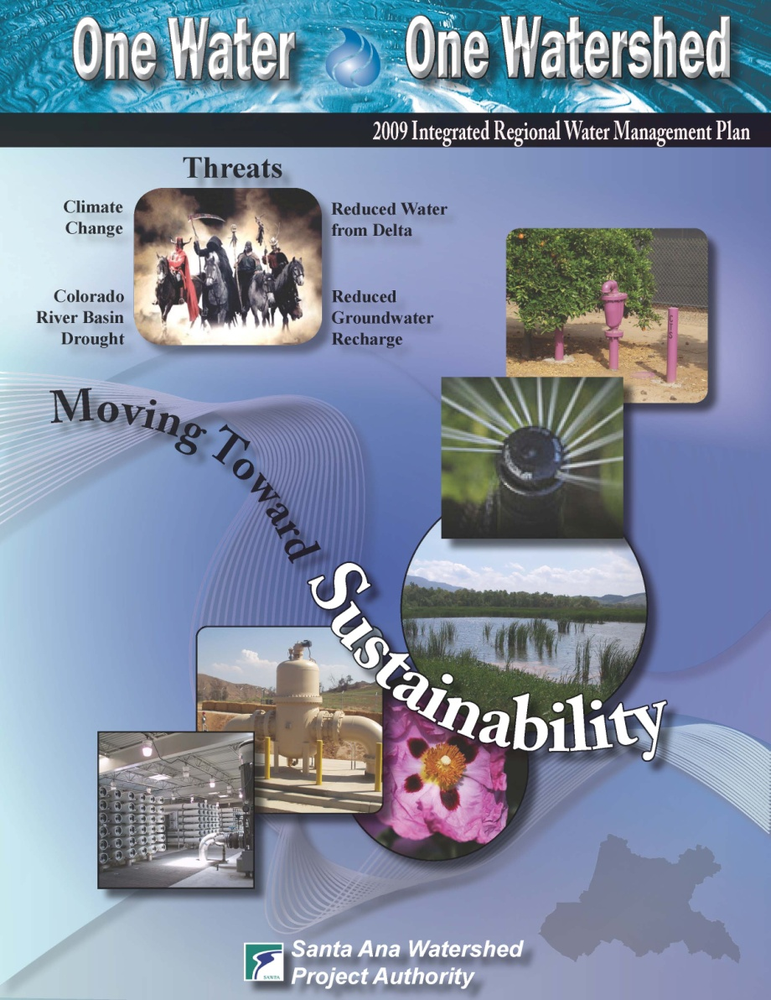 One Water One Watershed
2009 Integrated Regional Water Management Plan
Threats
Climate
Change
Reduced Water
from Delta
Colorado
River Basin
Drought
Reduced
Groundwater
Recharge
CTS
Moving Toward
Sustainability
SAWPA
Santa Ana Watershed
Project Authority